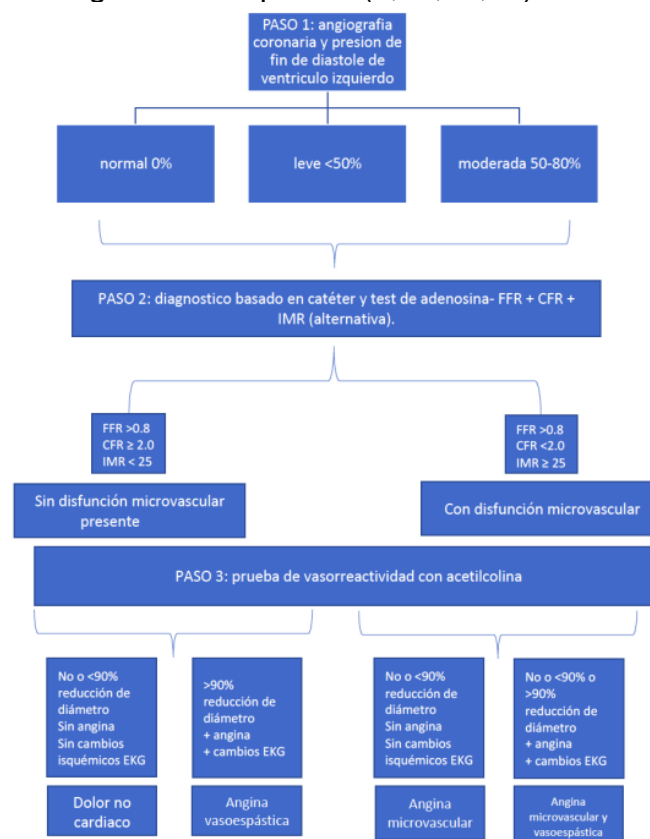 PASO 1: angiografia
coronaria y presion de
fin de diastole de
ventriculo izquierdo
normal 0%
leve <50%
moderada 50-80%
PASO 2: diagnostico basado en catéter y test de adenosina- FFR + CFR +
IMR (alternativa).
FFR >0.8
CFR ≥ 2.0
IMR < 25
FFR >0.8
CFR <2.0
IMR ≥ 25
Sin disfunción microvascular
presente
Con disfunción microvascular
PASO 3: prueba de vasorreactividad con acetilcolina
No o <90%
reducción de
diámetro
Sin angina
Sin cambios
isquémicos EKG
>90%
reducción de
diámetro
+ angina
+ cambios EKG
No o <90%
reducción de
diámetro
Sin angina
Sin cambios
isquémicos EKG
No o <90% o
>90%
reducción de
diámetro
+ angina
+ cambios EKG
Dolor no
cardiaco
Angina
vasoespástica
Angina
microvascular
Angina
microvascular y
vasoespástica